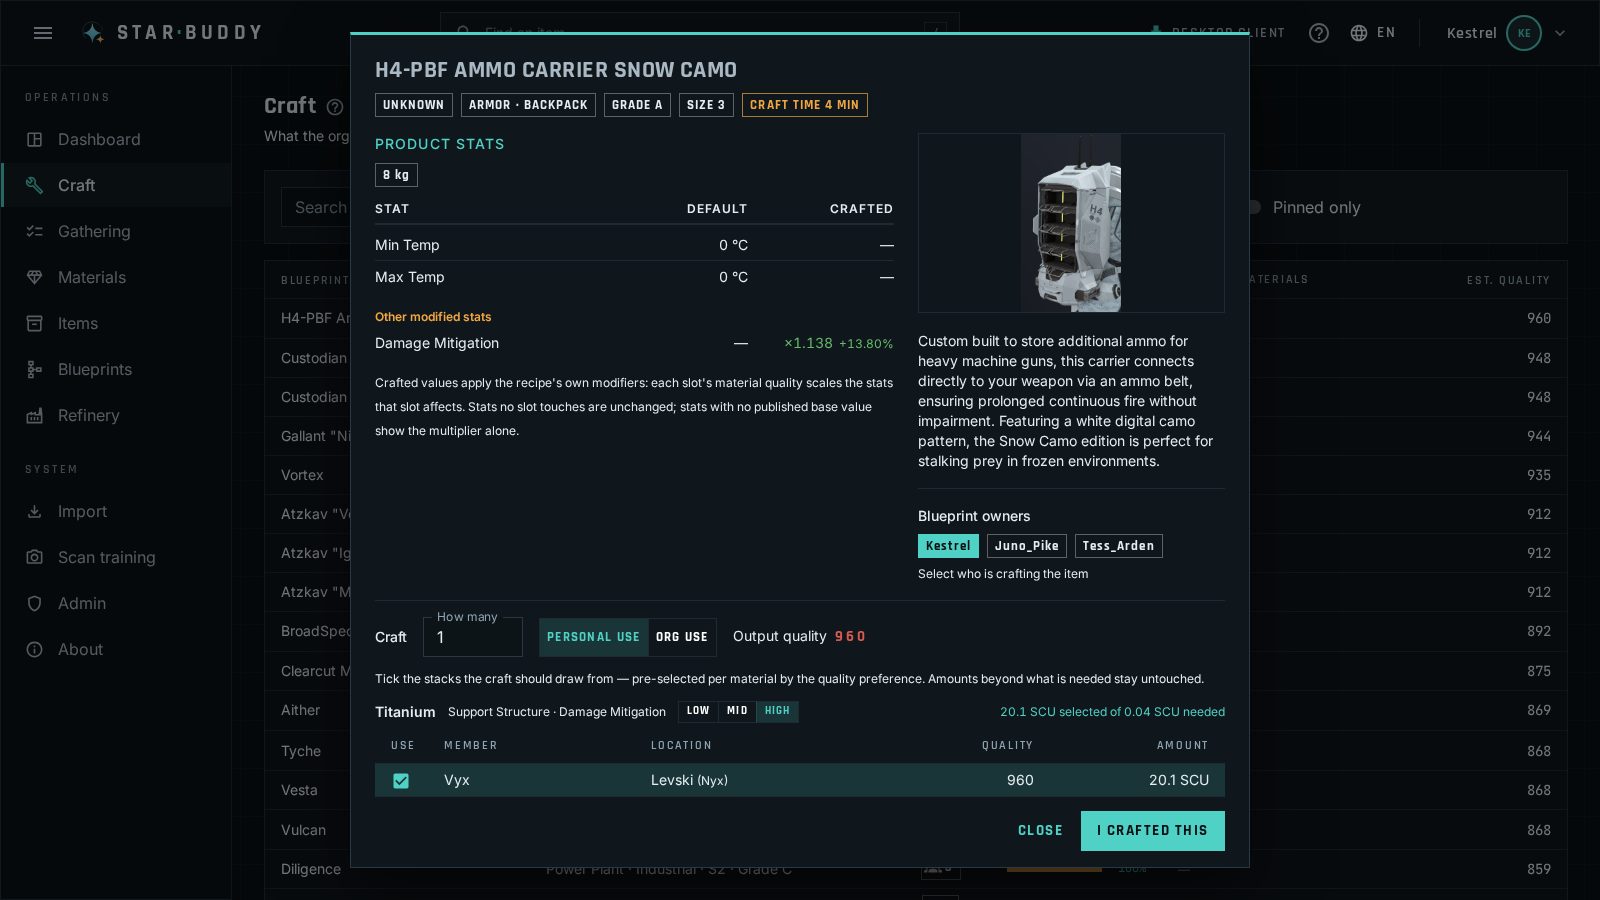 STAR·BUDDY
DESKTOP CLIENT
EN
Kestrel
KE
OPERATIONS
Dashboard
Craft
Gathering
Materials
Items
Blueprints
Refinery
SYSTEM
Import
Scan training
Admin
About
Craft
What the org
Search
Pinned only
BLUEPRINT
MATERIALS
EST. QUALITY
H4-PBF Ar
960
Custodian
948
Custodian
948
Gallant "Ni
944
Vortex
935
Atzkav "Ve
912
Atzkav "Ig
912
Atzkav "M
912
BroadSpec
892
Clearcut M
875
Aither
869
Tyche
868
Vesta
868
Vulcan
868
Diligence
Power Plant · Industrial · S2 · Grade C
100%
859
H4-PBF AMMO CARRIER SNOW CAMO
UNKNOWN
ARMOR · BACKPACK
GRADE A
SIZE 3
CRAFT TIME 4 MIN
PRODUCT STATS
8 kg
STAT DEFAULT CRAFTED
Min Temp 0 °C —
Max Temp 0 °C —
Other modified stats
Damage Mitigation — ×1.138 +13.80%
Crafted values apply the recipe's own modifiers: each slot's material quality scales the stats
that slot affects. Stats no slot touches are unchanged; stats with no published base value
show the multiplier alone.
H4
Custom built to store additional ammo for
heavy machine guns, this carrier connects
directly to your weapon via an ammo belt,
ensuring prolonged continuous fire without
impairment. Featuring a white digital camo
pattern, the Snow Camo edition is perfect for
stalking prey in frozen environments.
Blueprint owners
Kestrel Juno_Pike Tess_Arden
Select who is crafting the item
How many
Craft 1 PERSONAL USE ORG USE Output quality 960
Tick the stacks the craft should draw from — pre-selected per material by the quality preference. Amounts beyond what is needed stay untouched.
Titanium Support Structure · Damage Mitigation LOW MID HIGH 20.1 SCU selected of 0.04 SCU needed
USE MEMBER LOCATION QUALITY AMOUNT
Vyx Levski (Nyx) 960 20.1 SCU
CLOSE I CRAFTED THIS